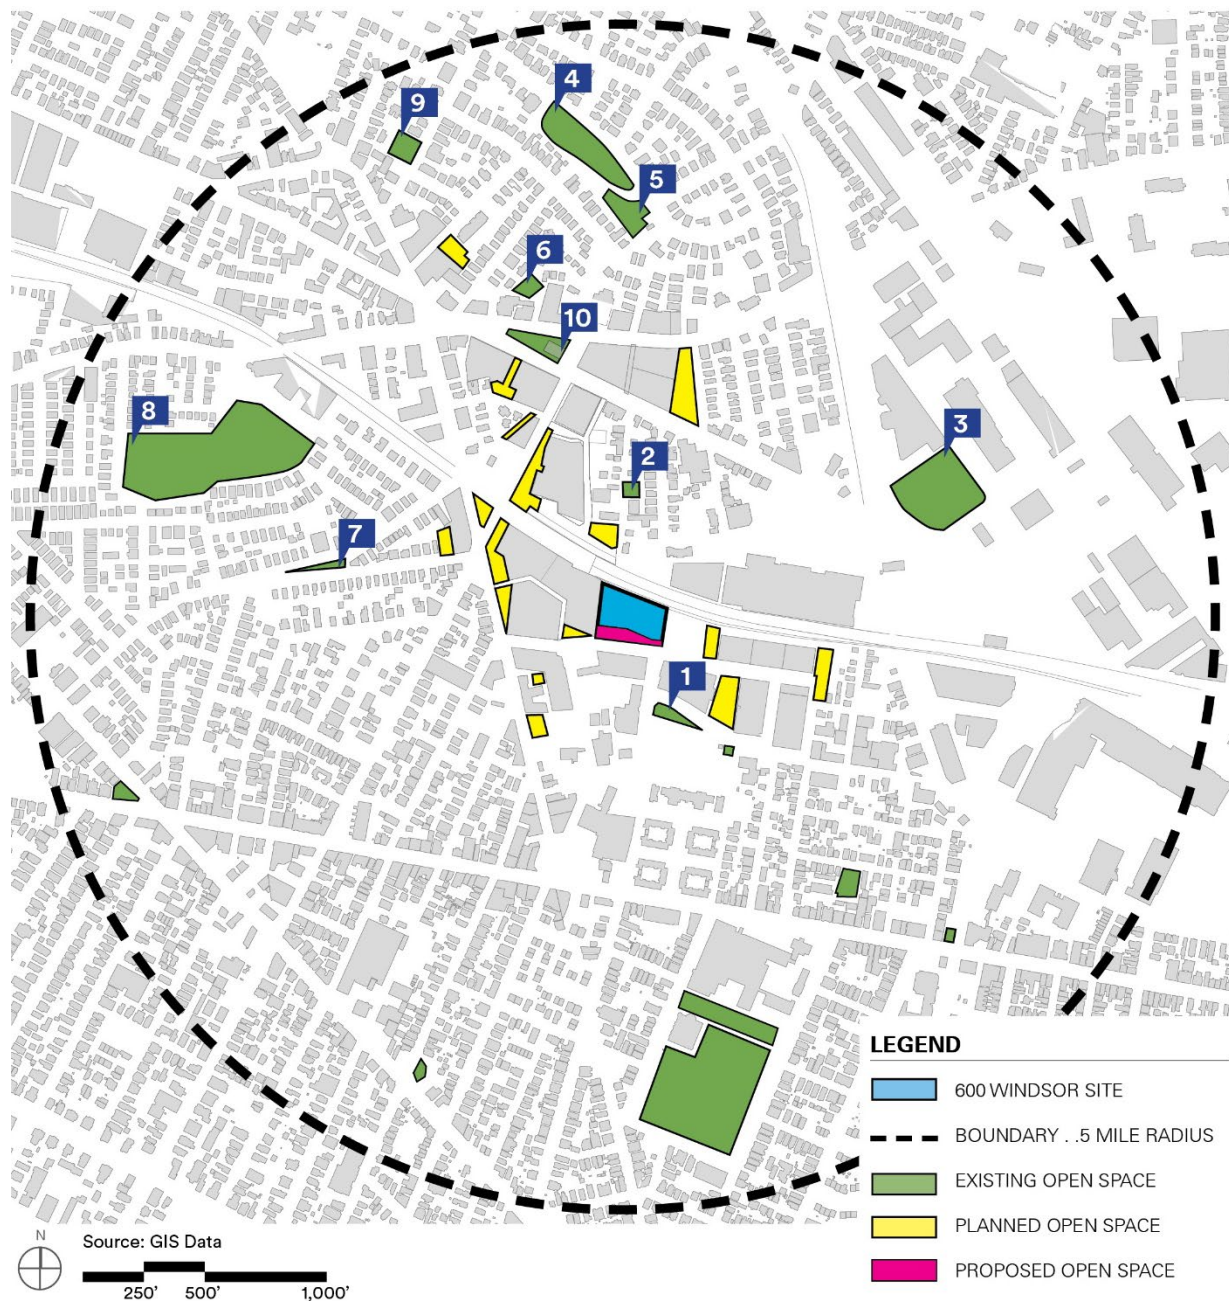 4
9
5
6
10
8
3
2
7
1
LEGEND
600 WINDSOR SITE
BOUNDARY . .5 MILE RADIUS
EXISTING OPEN SPACE
PLANNED OPEN SPACE
PROPOSED OPEN SPACE
N
Source: GIS Data
250' 500' 1,000'